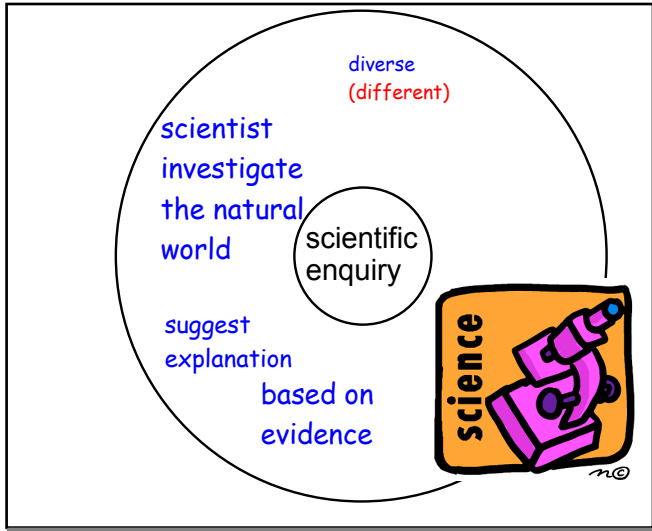 diverse
(different)
scientist
investigate
the natural
world
scientific
enquiry
suggest
explanation
based on
evidence
science
n©